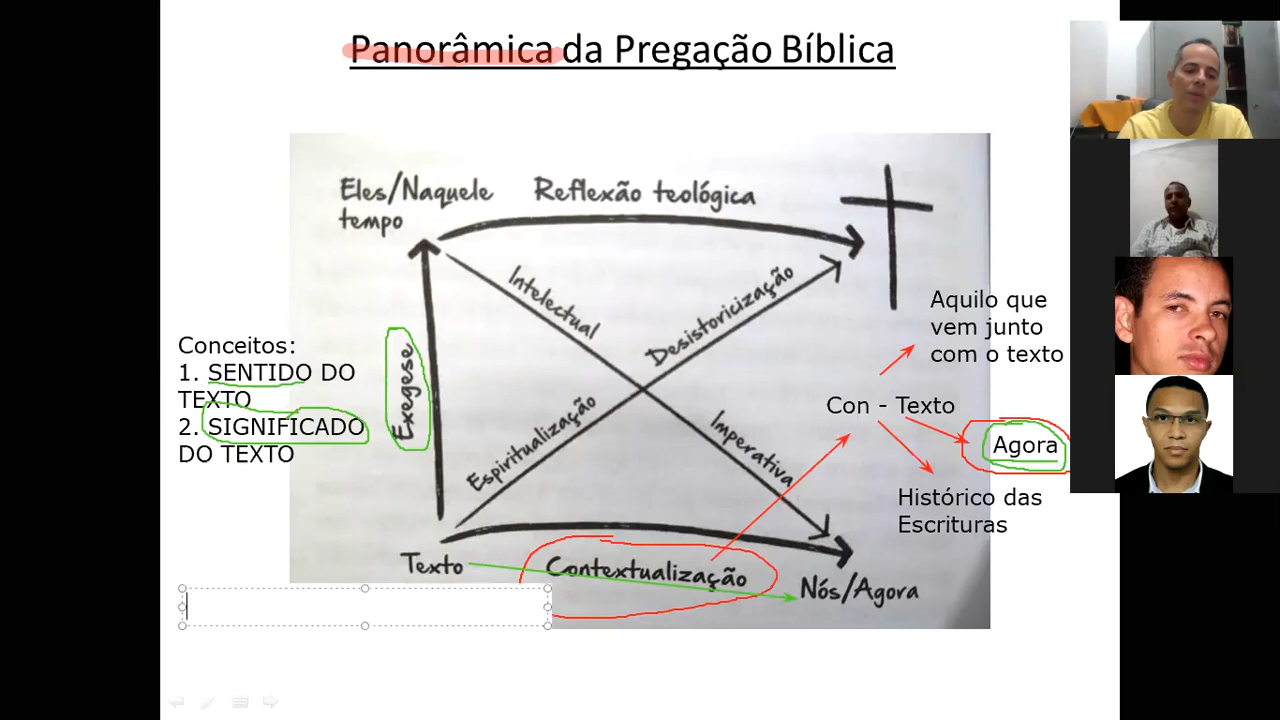 Panorâmica da Pregação Bíblica
Eles/Naquele
tempo
Reflexão teológica
Intelectual
Desistoricização
Exegese
Espiritualização
Imperativa
Texto
Contextualização
Nós/Agora
Conceitos:
1. SENTIDO DO
TEXTO
2. SIGNIFICADO
DO TEXTO
Aquilo que
vem junto
com o texto
Con - Texto
Agora
Histórico das
Escrituras